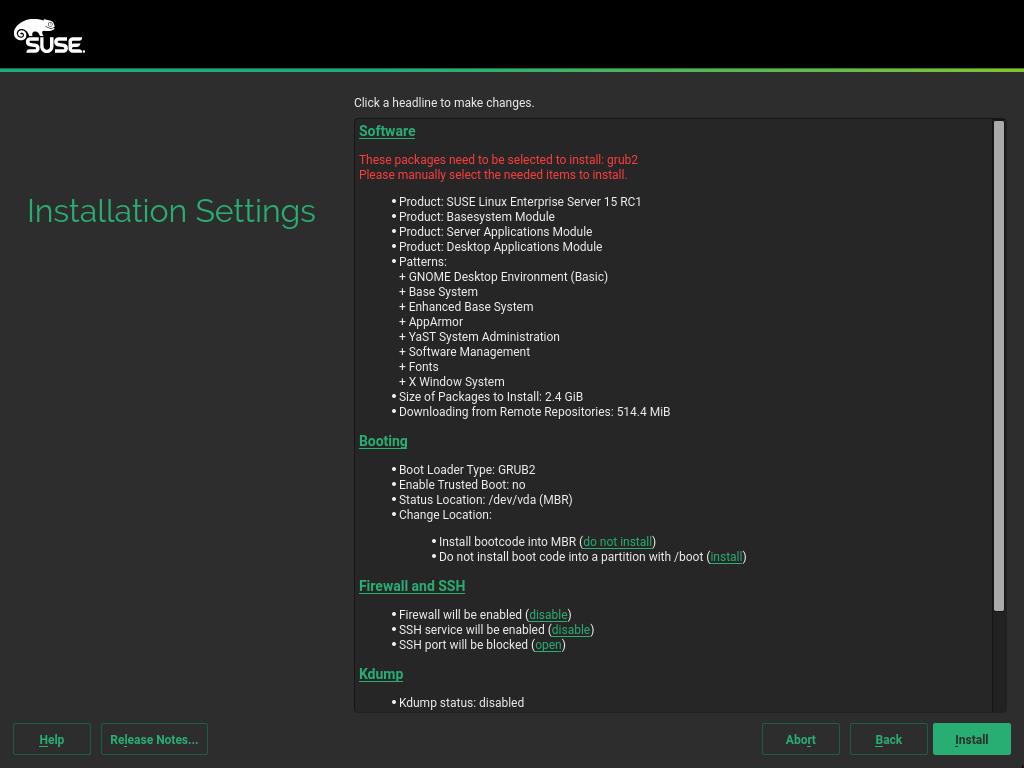 SUSE.
Click a headline to make changes.
Installation Settings
Software
These packages need to be selected to install: grub2
Please manually select the needed items to install.
• Product: SUSE Linux Enterprise Server 15 RC1
• Product: Basesystem Module
• Product: Server Applications Module
• Product: Desktop Applications Module
• Patterns:
+ GNOME Desktop Environment (Basic)
+ Base System
+ Enhanced Base System
+ AppArmor
+ YaST System Administration
+ Software Management
+ Fonts
+ X Window System
• Size of Packages to Install: 2.4 GiB
• Downloading from Remote Repositories: 514.4 MiB
Booting
• Boot Loader Type: GRUB2
• Enable Trusted Boot: no
• Status Location: /dev/vda (MBR)
• Change Location:
• Install bootcode into MBR (do not install)
• Do not install boot code into a partition with /boot (install)
Firewall and SSH
• Firewall will be enabled (disable)
• SSH service will be enabled (disable)
• SSH port will be blocked (open)
Kdump
• Kdump status: disabled
Help Release Notes... Abort Back Install